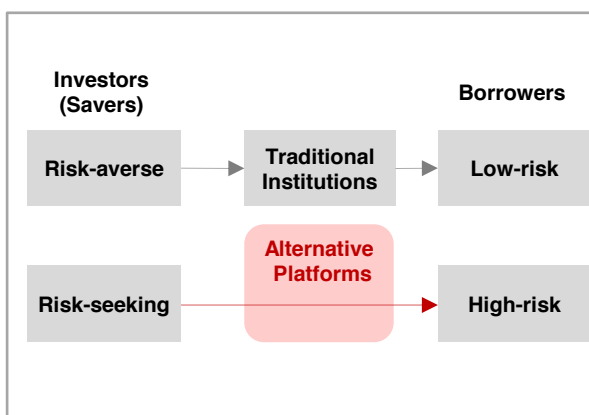 Investors
(Savers)
Borrowers
Risk-averse
Traditional
Institutions
Low-risk
Alternative
Platforms
Risk-seeking
High-risk